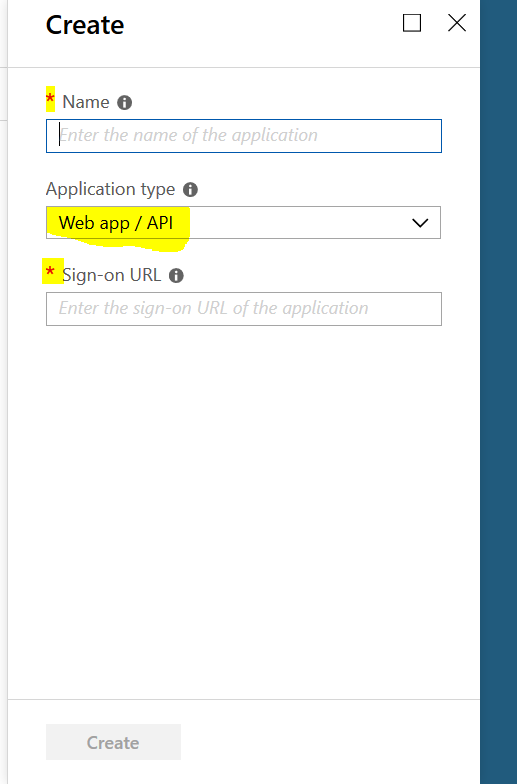 Create
* Name
Enter the name of the application
Application type
Web app / API
* Sign-on URL
Enter the sign-on URL of the application
Create